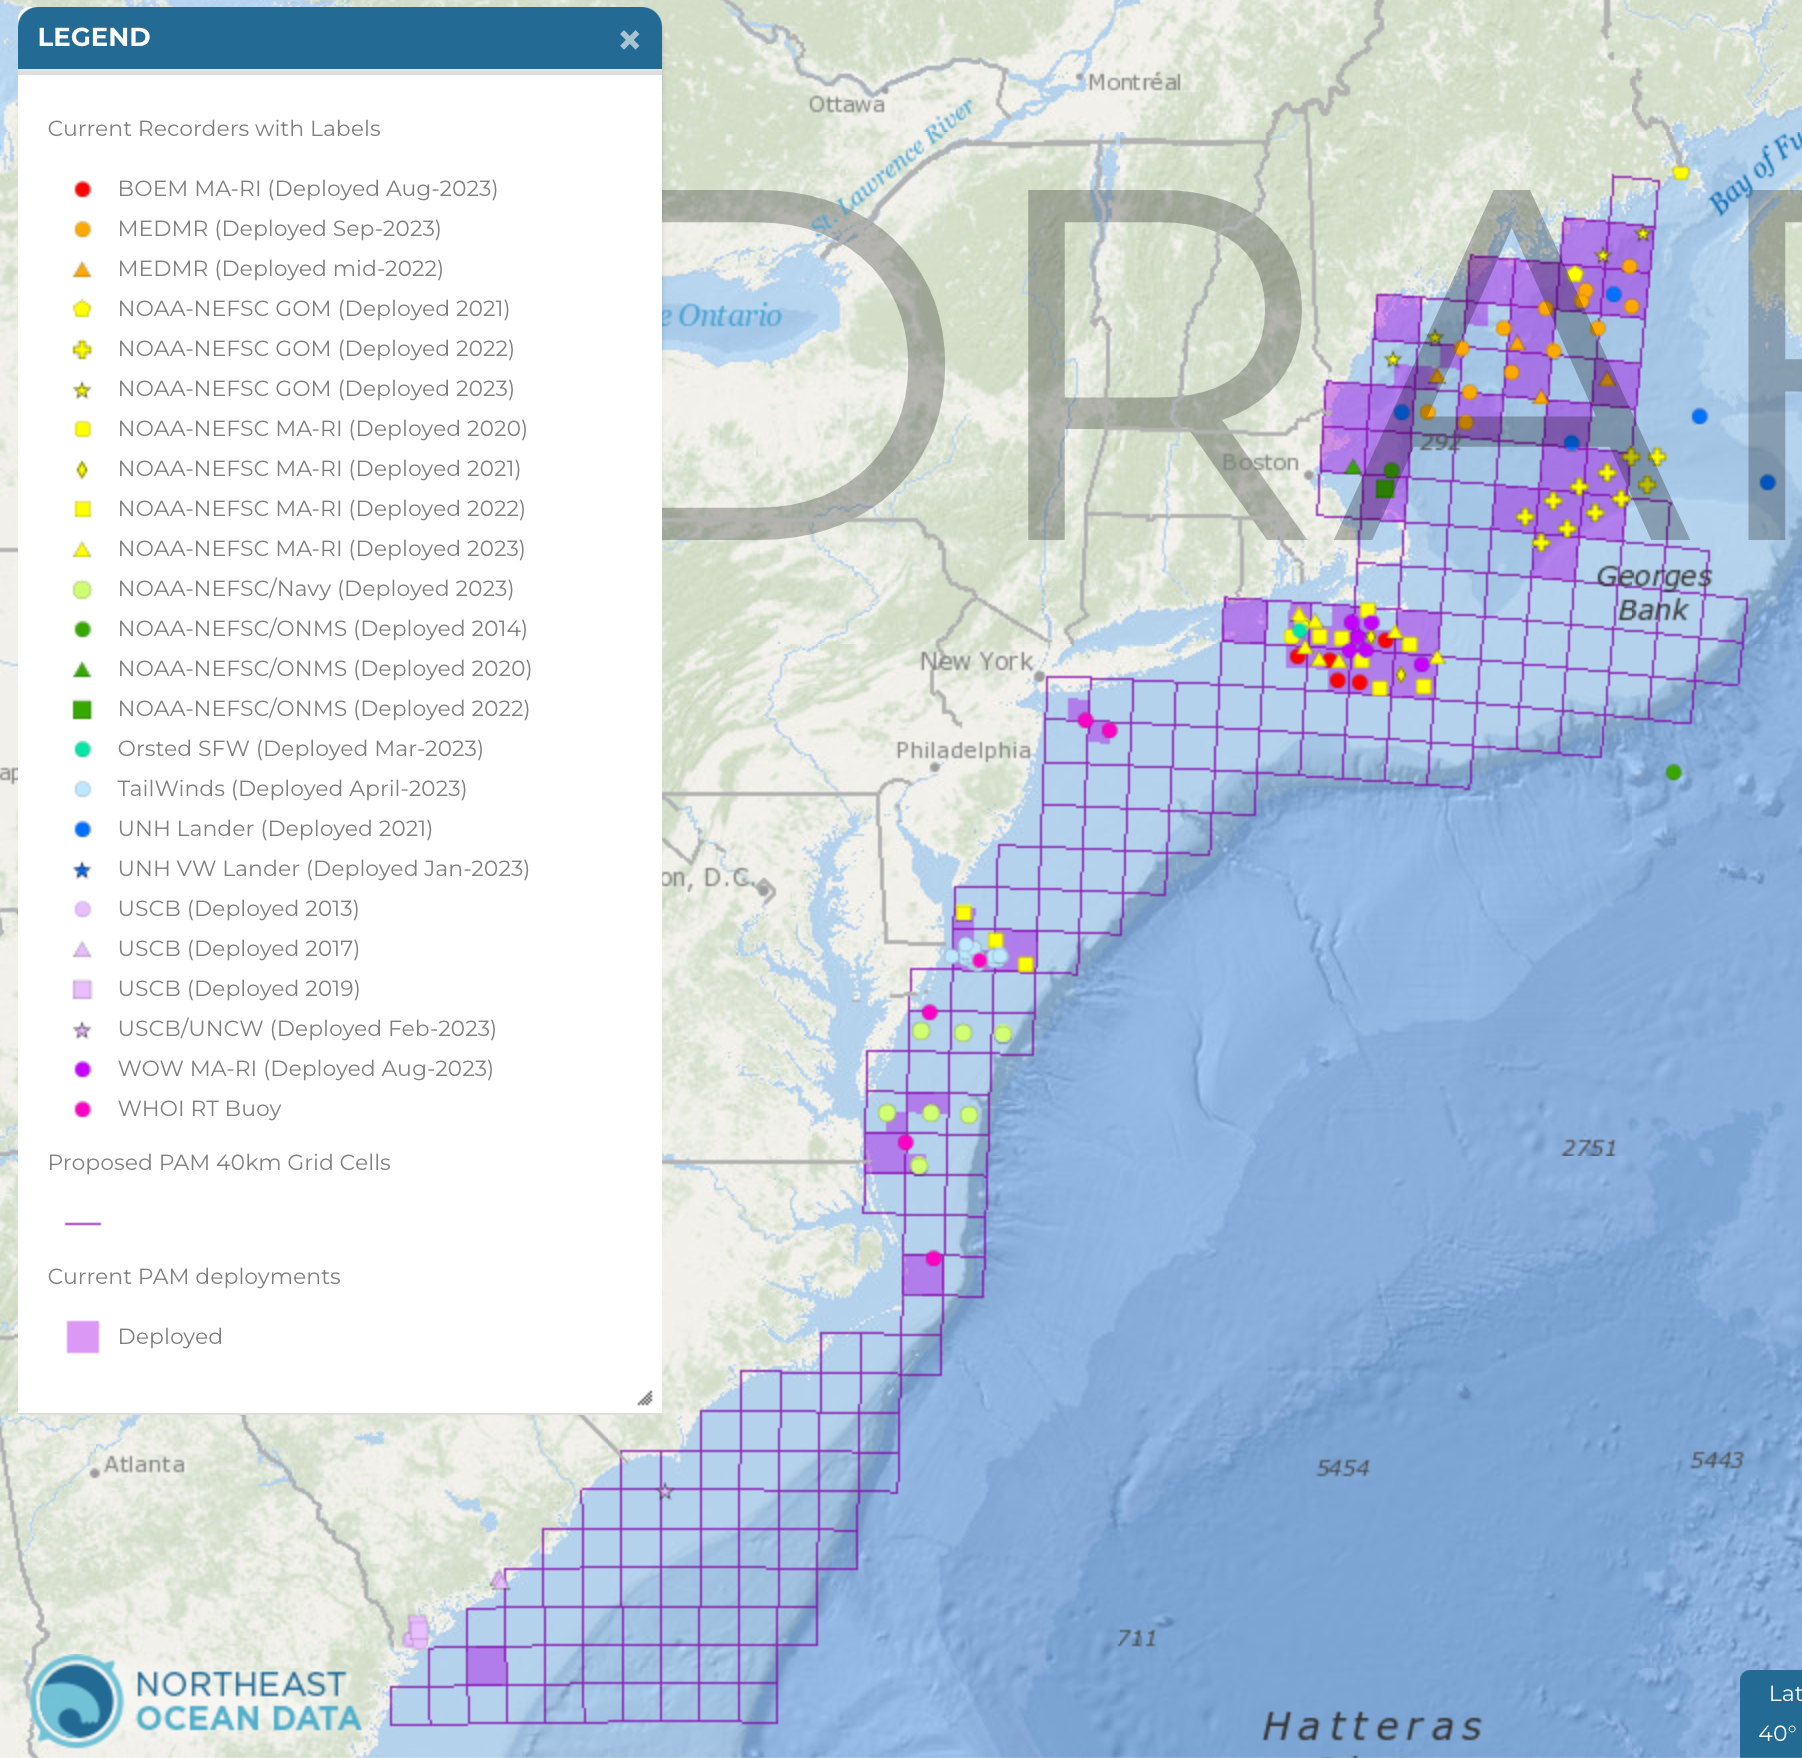 LEGEND ×
Current Recorders with Labels
BOEM MA-RI (Deployed Aug-2023)
MEDMR (Deployed Sep-2023)
MEDMR (Deployed mid-2022)
NOAA-NEFSC GOM (Deployed 2021)
NOAA-NEFSC GOM (Deployed 2022)
NOAA-NEFSC GOM (Deployed 2023)
NOAA-NEFSC MA-RI (Deployed 2020)
NOAA-NEFSC MA-RI (Deployed 2021)
NOAA-NEFSC MA-RI (Deployed 2022)
NOAA-NEFSC MA-RI (Deployed 2023)
NOAA-NEFSC/Navy (Deployed 2023)
NOAA-NEFSC/ONMS (Deployed 2014)
NOAA-NEFSC/ONMS (Deployed 2020)
NOAA-NEFSC/ONMS (Deployed 2022)
Orsted SFW (Deployed Mar-2023)
TailWinds (Deployed April-2023)
UNH Lander (Deployed 2021)
UNH VW Lander (Deployed Jan-2023)
USCB (Deployed 2013)
USCB (Deployed 2017)
USCB (Deployed 2019)
USCB/UNCW (Deployed Feb-2023)
WOW MA-RI (Deployed Aug-2023)
WHOI RT Buoy
Proposed PAM 40km Grid Cells
Current PAM deployments
Deployed
Montréal
Ottawa
St. Lawrence River
Bay of Fu
DRAF
e Ontario
292
Boston
Georges
Bank
New York
Philadelphia
on, D.C.
2751
Atlanta
5454
5443
711
Hatteras
NORTHEAST
OCEAN DATA
Lat
40°